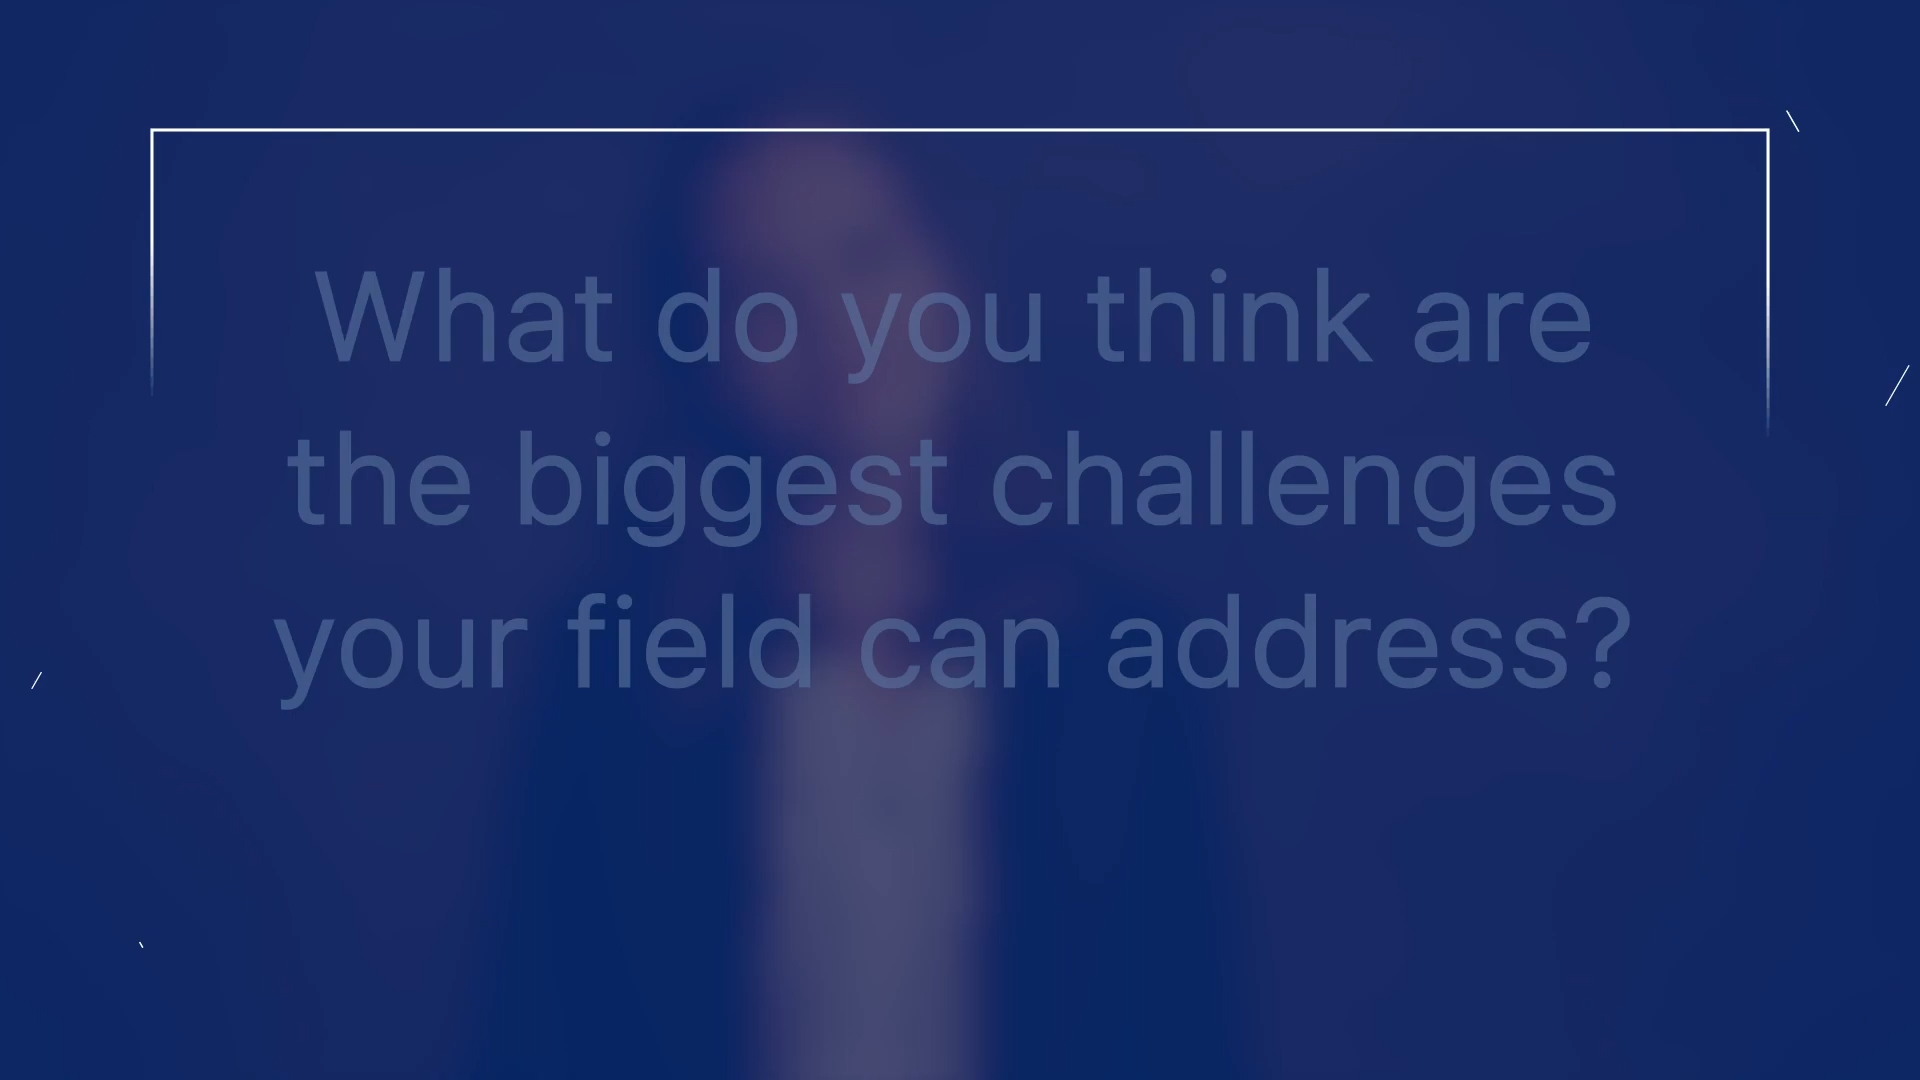 What do you think are
the biggest challenges
your field can address?